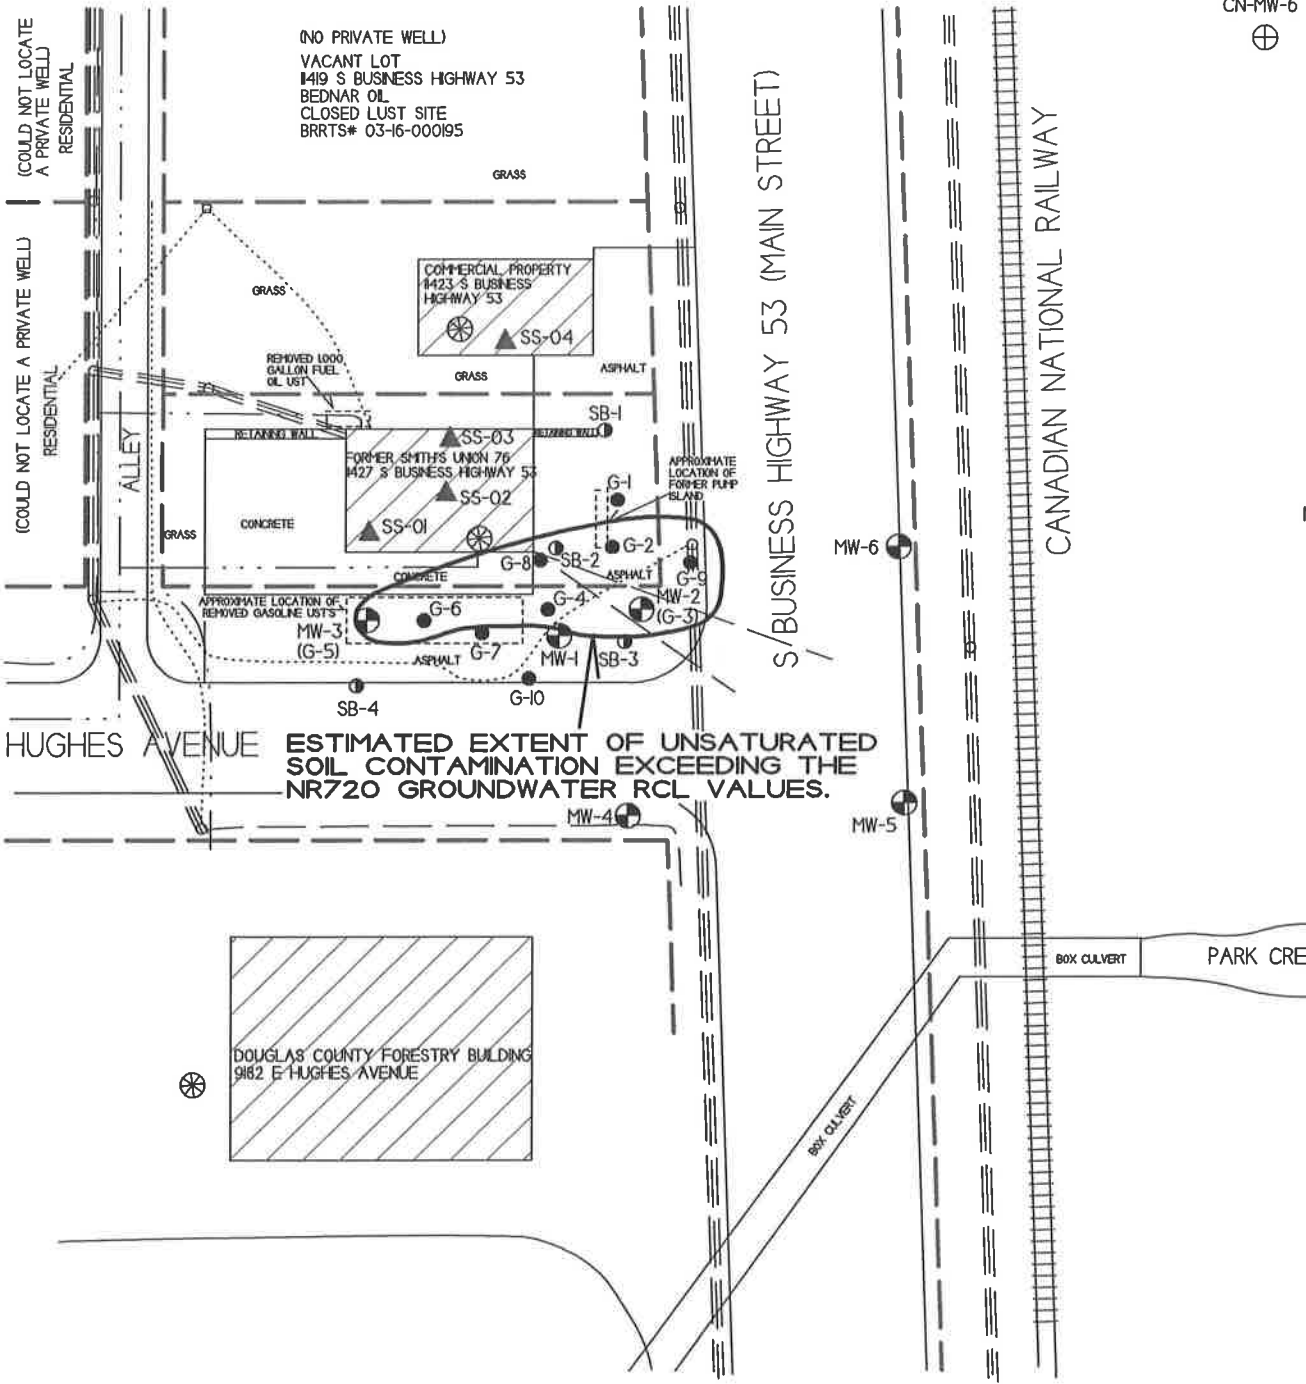 CN-MW-6
(COULD NOT LOCATE
A PRIVATE WELL)
RESIDENTIAL
(NO PRIVATE WELL)
VACANT LOT
1419 S BUSINESS HIGHWAY 53
BEDNAR OIL
CLOSED LUST SITE
BRRTS# 03-16-000195
GRASS
S/BUSINESS HIGHWAY 53 (MAIN STREET)
CANADIAN NATIONAL RAILWAY
(COULD NOT LOCATE A PRIVATE WELL)
RESIDENTIAL
ALLEY
GRASS
COMMERCIAL PROPERTY
11423 S BUSINESS
HIGHWAY 53
SS-04
REMOVED 1,000
GALLON FUEL
OIL UST
GRASS
ASPHALT
RETAINING WALL
SS-03
RETAINING WALL
SB-1
FORMER SMITH'S UNION 76
1427 S BUSINESS HIGHWAY 53
SS-02
SS-01
APPROXIMATE
LOCATION OF
FORMER PUMP
ISLAND
G-1
GRASS
CONCRETE
G-2
SB-2
G-8
G-9
CONCRETE
ASPHALT
MW-6
APPROXIMATE LOCATION OF
REMOVED GASOLINE UST'S
G-6
G-4
MW-2
(G-3)
MW-3
(G-5)
G-7
MW-1
SB-3
ASPHALT
SB-4
G-10
HUGHES AVENUE
ESTIMATED EXTENT OF UNSATURATED
SOIL CONTAMINATION EXCEEDING THE
NR720 GROUNDWATER RCL VALUES.
MW-4
MW-5
BOX CULVERT
PARK CRE
DOUGLAS COUNTY FORESTRY BUILDING
9182 E HUGHES AVENUE
BOX CULVERT